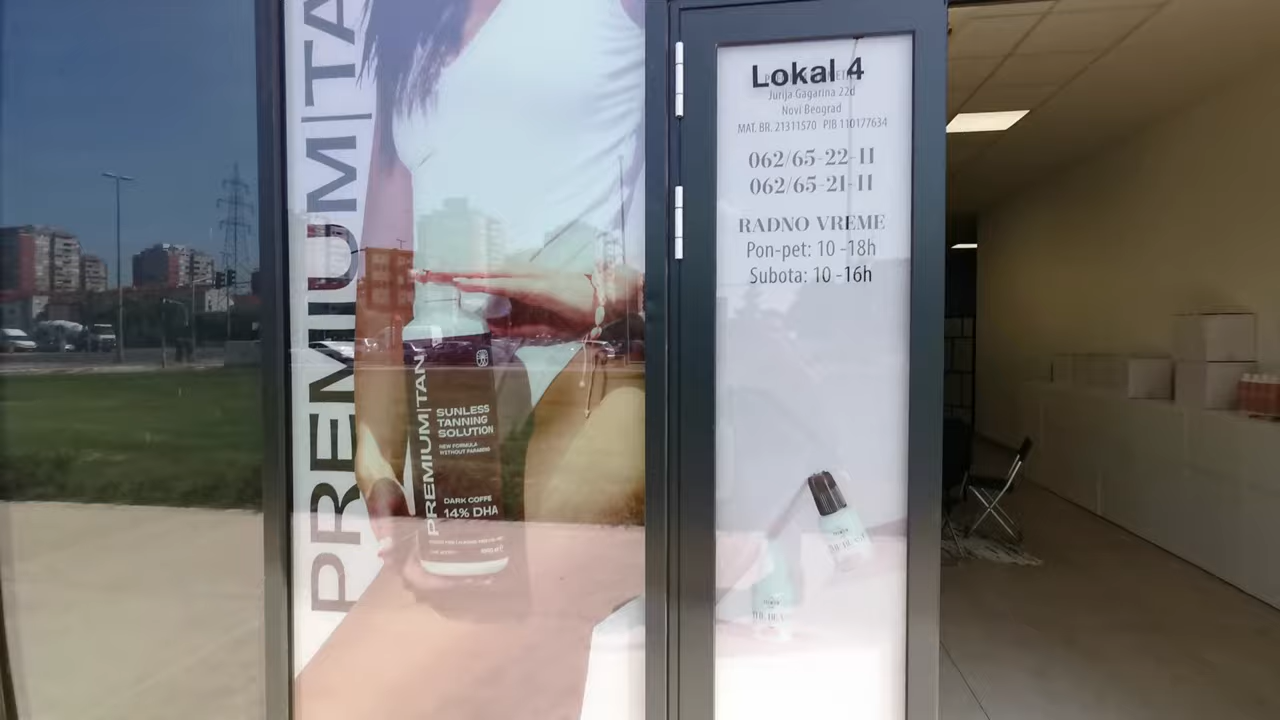 PREMIUM|TA
PREMIUM|TAN
SUNLESS
TANNING
SOLUTION
NEW FORMULA
WITHOUT PARABENS
DARK COFFE
14% DHA
Lokal 4
Jurija Gagarina 22d
Novi Beograd
MAT. BR. 21311570 PIB 110177634
062/65-22-11
062/65-21-11
RADNO VREME
Pon-pet: 10 -18h
Subota: 10 -16h